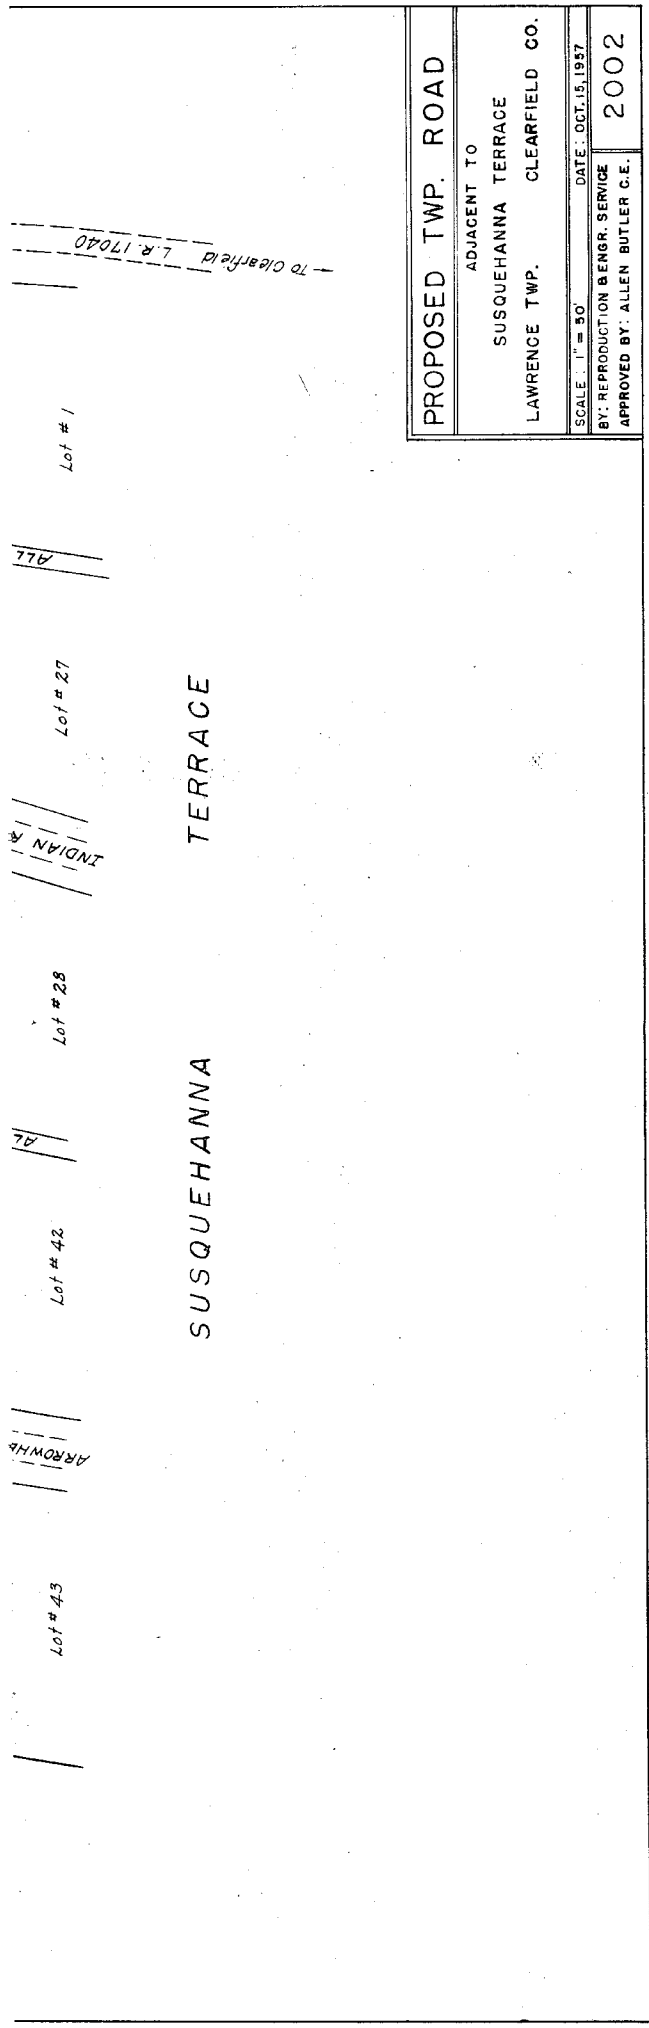 PROPOSED TWP. ROAD
ADJACENT TO
SUSQUEHANNA TERRACE
LAWRENCE TWP. CLEARFIELD CO.
SCALE: 1" = 50' DATE: OCT. 15, 1957
BY: REPRODUCTION & ENGR. SERVICE
APPROVED BY: ALLEN BUTLER C.E.
2002
Lot # 43
ARROWHE
Lot # 42
AL
Lot # 28
INDIAN R
Lot # 27
ALL
Lot # 1
L.R. 17040
To Clearfield
SUSQUEHANNA TERRACE